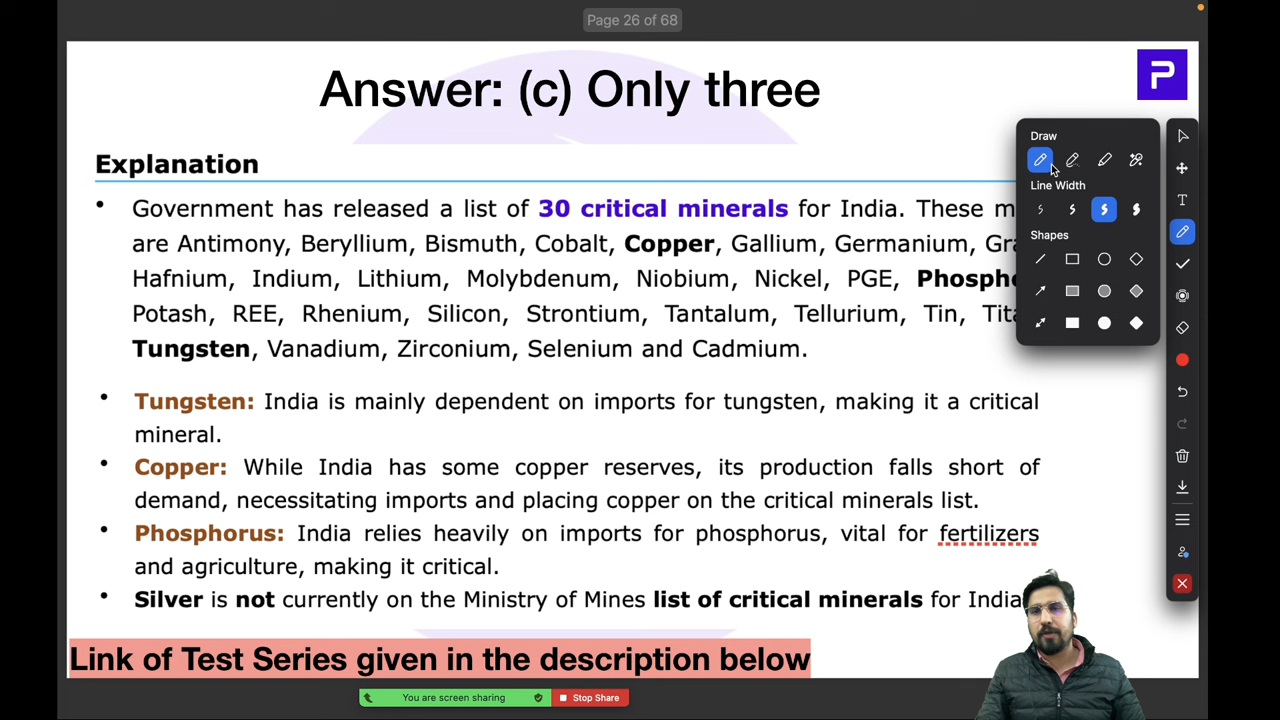 Page 26 of 68
Answer: (c) Only three
P
Explanation
• Government has released a list of 30 critical minerals for India. These m
are Antimony, Beryllium, Bismuth, Cobalt, Copper, Gallium, Germanium, Gra
Hafnium, Indium, Lithium, Molybdenum, Niobium, Nickel, PGE, Phospho
Potash, REE, Rhenium, Silicon, Strontium, Tantalum, Tellurium, Tin, Tita
Tungsten, Vanadium, Zirconium, Selenium and Cadmium.
• Tungsten: India is mainly dependent on imports for tungsten, making it a critical
mineral.
• Copper: While India has some copper reserves, its production falls short of
demand, necessitating imports and placing copper on the critical minerals list.
• Phosphorus: India relies heavily on imports for phosphorus, vital for fertilizers
and agriculture, making it critical.
• Silver is not currently on the Ministry of Mines list of critical minerals for India
Link of Test Series given in the description below
You are screen sharing
Stop Share
Draw
Line Width
Shapes
T